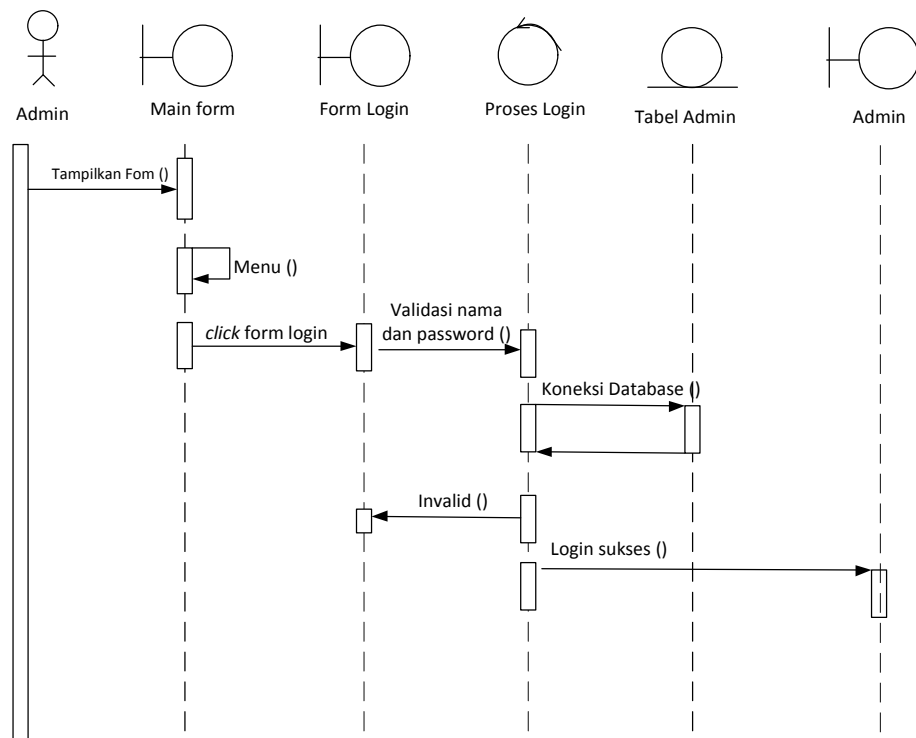 Admin
Main form
Form Login
Proses Login
Tabel Admin
Admin
Tampilkan Fom ()
Menu ()
click form login
Validasi nama
dan password ()
Koneksi Database ()
Invalid ()
Login sukses ()